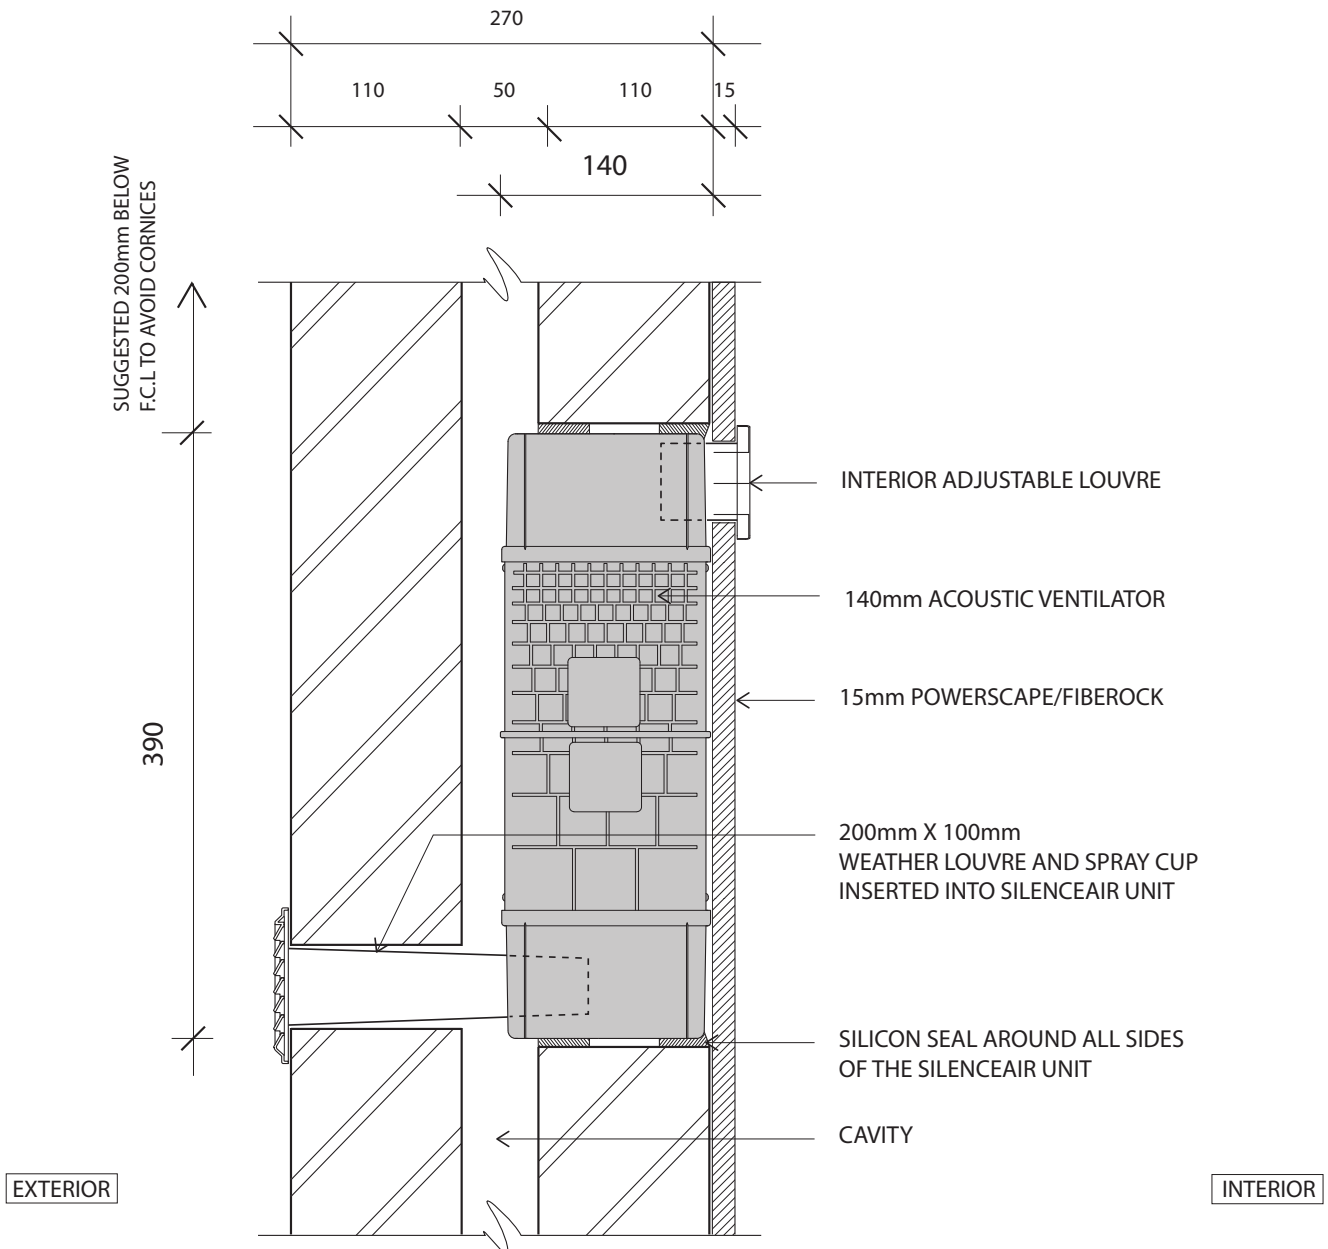 270
110
50
110
15
140
SUGGESTED 200mm BELOW
F.C.L TO AVOID CORNICES
INTERIOR ADJUSTABLE LOUVRE
140mm ACOUSTIC VENTILATOR
15mm POWERSCAPE/FIBEROCK
390
200mm X 100mm
WEATHER LOUVRE AND SPRAY CUP
INSERTED INTO SILENCEAIR UNIT
SILICON SEAL AROUND ALL SIDES
OF THE SILENCEAIR UNIT
CAVITY
EXTERIOR
INTERIOR